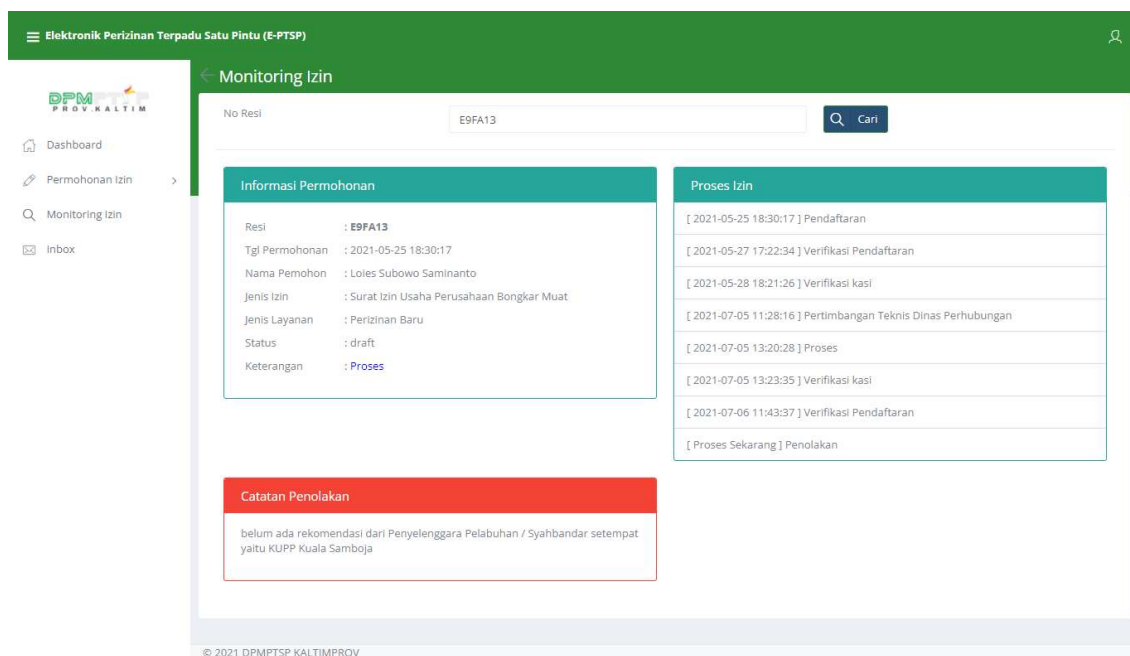 Elektronik Perizinan Terpadu Satu Pintu (E-PTSP)
DPMPTSP
PROV.KALTIM
Dashboard
Permohonan Izin
Monitoring Izin
Inbox
Monitoring Izin
No Resi
E9FA13
Cari
Informasi Permohonan
Resi : E9FA13
Tgl Permohonan : 2021-05-25 18:30:17
Nama Pemohon : Loies Subowo Saminanto
Jenis Izin : Surat Izin Usaha Perusahaan Bongkar Muat
Jenis Layanan : Perizinan Baru
Status : draft
Keterangan : Proses
Proses Izin
[ 2021-05-25 18:30:17 ] Pendaftaran
[ 2021-05-27 17:22:34 ] Verifikasi Pendaftaran
[ 2021-05-28 18:21:26 ] Verifikasi kasi
[ 2021-07-05 11:28:16 ] Pertimbangan Teknis Dinas Perhubungan
[ 2021-07-05 13:20:28 ] Proses
[ 2021-07-05 13:23:35 ] Verifikasi kasi
[ 2021-07-06 11:43:37 ] Verifikasi Pendaftaran
[ Proses Sekarang ] Penolakan
Catatan Penolakan
belum ada rekomendasi dari Penyelenggara Pelabuhan / Syahbandar setempat
yaitu KUPP Kuala Samboja
© 2021 DPMPTSP KALTIMPROV